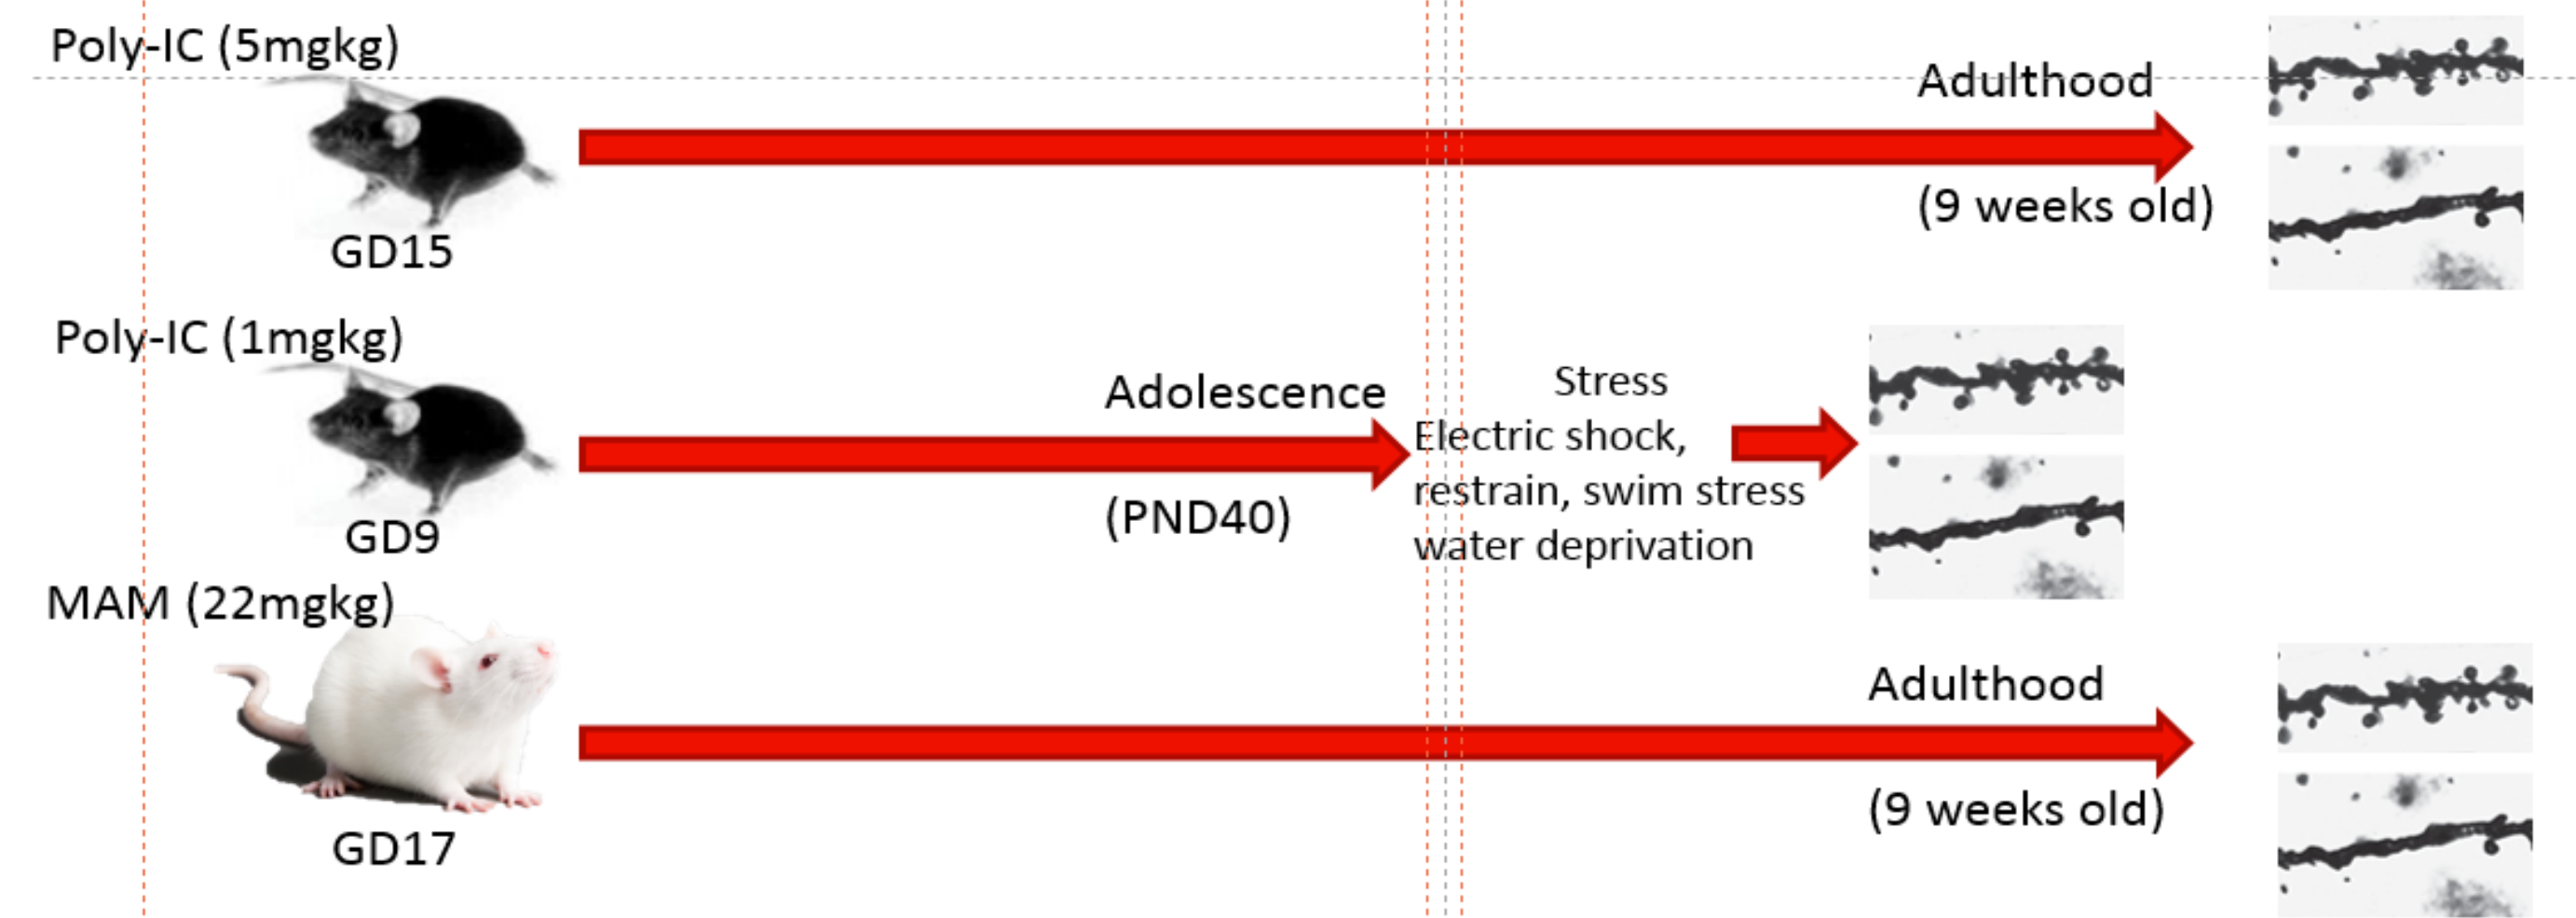 Poly-IC (5mgkg)
GD15
Adulthood
(9 weeks old)
Poly-IC (1mgkg)
GD9
Adolescence
(PND40)
Stress
Electric shock,
restrain, swim stress
water deprivation
MAM (22mgkg)
GD17
Adulthood
(9 weeks old)